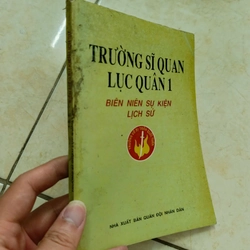 TRƯỜNG SĨ QUAN
LỤC QUÂN 1
BIÊN NIÊN SỰ KIỆN
LỊCH SỬ
NHÀ XUẤT BẢN QUÂN ĐỘI NHÂN DÂN